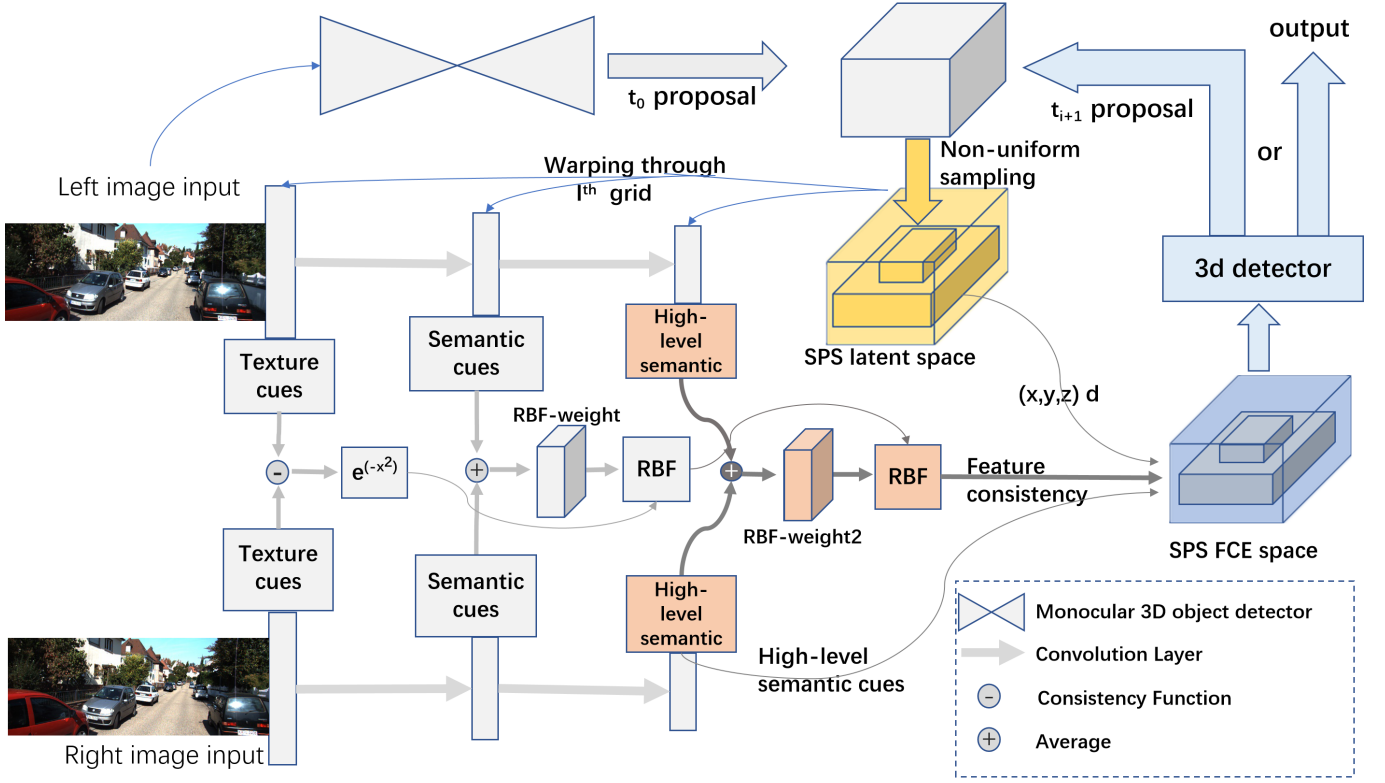 output
t₀ proposal
tᵢ₊₁ proposal
or
Non-uniform
sampling
Left image input
Warping through
lᵗʰ grid
3d detector
High-
level
semantic
Semantic
cues
Texture
cues
SPS latent space
(x,y,z) d
RBF-weight
e^(-x²)
-
+
RBF
+
RBF
Feature
consistency
RBF-weight2
SPS FCE space
Texture
cues
Semantic
cues
High-
level
semantic
High-level
semantic cues
Right image input
Monocular 3D object detector
Convolution Layer
- Consistency Function
+ Average